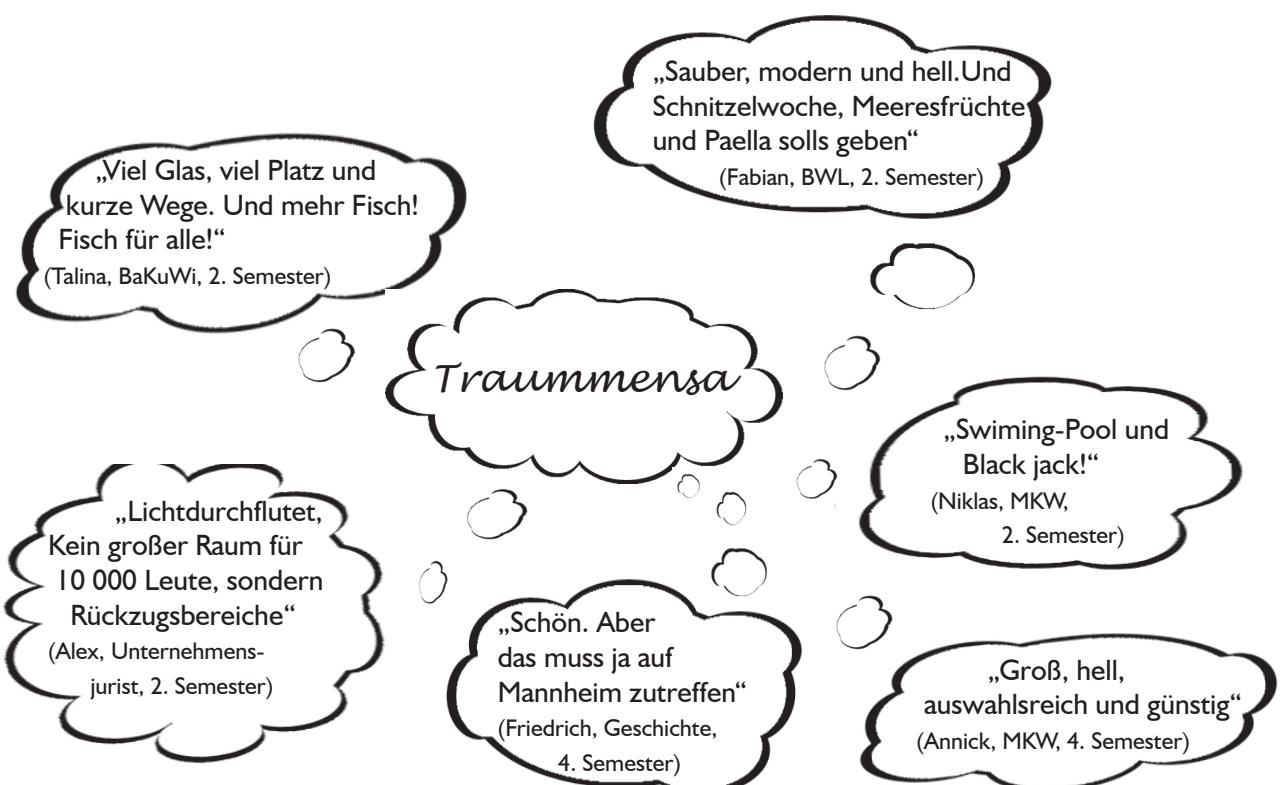 „Sauber, modern und hell.Und
Schnitzelwoche, Meeresfrüchte
und Paella solls geben“
(Fabian, BWL, 2. Semester)
„Viel Glas, viel Platz und
kurze Wege. Und mehr Fisch!
Fisch für alle!“
(Talina, BaKuWi, 2. Semester)
Traummensa
„Swiming-Pool und
Black jack!“
(Niklas, MKW,
2. Semester)
„Lichtdurchflutet,
Kein großer Raum für
10 000 Leute, sondern
Rückzugsbereiche“
(Alex, Unternehmens-
jurist, 2. Semester)
„Schön. Aber
das muss ja auf
Mannheim zutreffen“
(Friedrich, Geschichte,
4. Semester)
„Groß, hell,
auswahlsreich und günstig“
(Annick, MKW, 4. Semester)